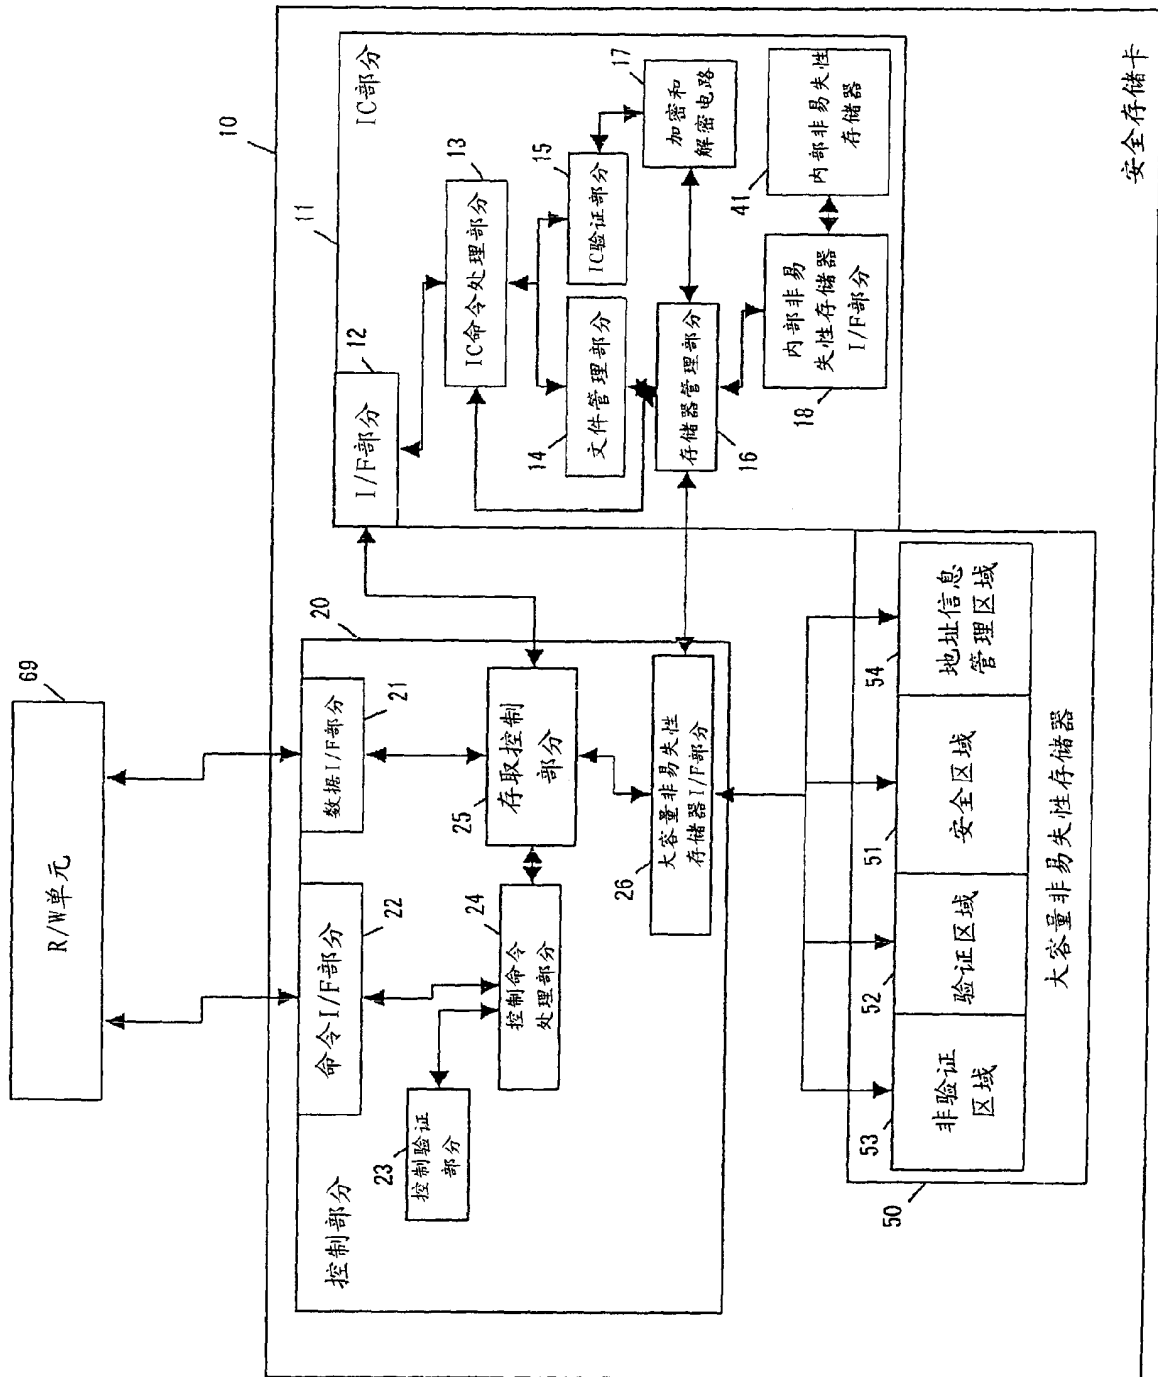 69
R/W单元
10
11
IC部分
12
I/F部分
13
IC命令处理部分
15
IC验证部分
17
加密和
解密电路
14
文件管理部分
存储器管理部分
16
41
内部非易失性
存储器
内部非易
失性存储器
I/F部分
18
20
控制部分
22
命令I/F部分
21
数据I/F部分
23
控制验证
部分
24
控制命令
处理部分
25
存取控制
部分
26
大容量非易失性
存储器I/F部分
50
53
非验证
区域
52
验证区域
51
安全区域
54
地址信息
管理区域
大容量非易失性存储器
安全存储卡